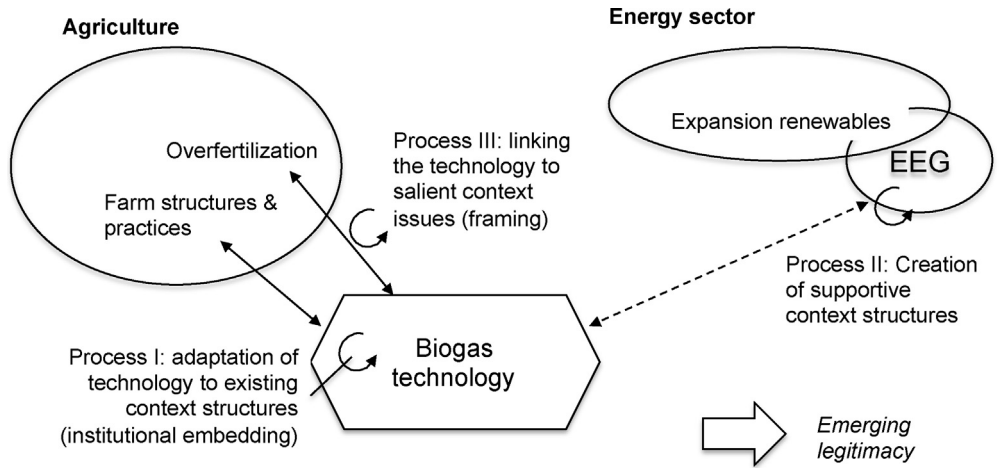 Agriculture
Energy sector
Overfertilization
Farm structures &
practices
Process III: linking
the technology to
salient context
issues (framing)
Expansion renewables
EEG
Process II: Creation
of supportive
context structures
Process I: adaptation of
technology to existing
context structures
(institutional embedding)
Biogas
technology
Emerging
legitimacy